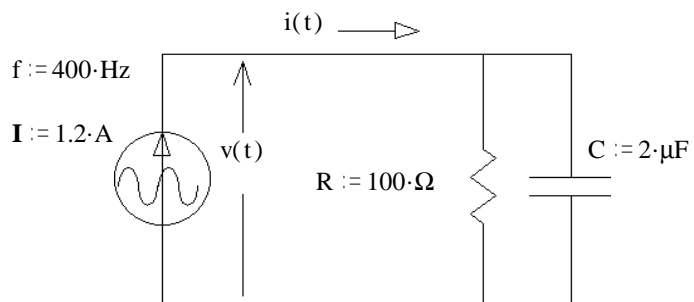 i(t)
f := 400·Hz
I := 1.2·A
v(t)
R := 100·Ω
C := 2·μF